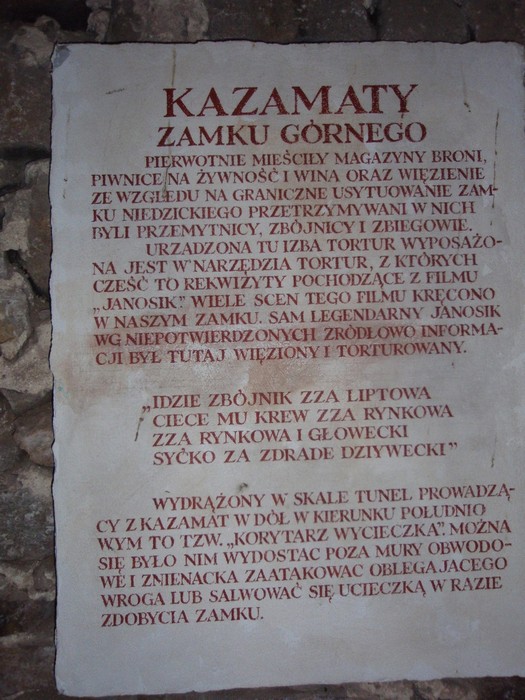 KAZAMATY
ZAMKU GÓRNEGO
PIERWOTNIE MIEŚCIŁY MAGAZYNY BRONI,
PIWNICE NA ŻYWNOŚĆ I WINA ORAZ WIĘZIENIE
ZE WZGLĘDU NA GRANICZNE USYTUOWANIE ZAM-
KU NIEDZICKIEGO PRZETRZYMYWANI W NICH
BYLI PRZEMYTNICY, ZBÓJNICY I ZBIEGOWIE.
URZADZONA TU IZBA TORTUR WYPOSAŻO-
NA JEST W NARZĘDZIA TORTUR, Z KTÓRYCH
CZEŚĆ TO REKWIZYTY POCHODZĄCE Z FILMU
„JANOSIK”. WIELE SCEN TEGO FILMU KRĘCONO
W NASZYM ZAMKU. SAM LEGENDARNY JANOSIK
WG NIEPOTWIERDZONYCH ŹRÓDŁOWO INFORMA-
CJI BYŁ TUTAJ WIĘZIONY I TORTUROWANY.
„IDZIE ZBÓJNIK ZZA LIPTOWA
CIECE MU KREW ZZA RYNKOWA
ZZA RYNKOWA I GŁOWECKI
SYĆKO ZA ZDRADE DZIYWECKI”
WYDRĄŻONY W SKALE TUNEL PROWADZĄ-
CY Z KAZAMAT W DÓŁ W KIERUNKU POŁUDNIO
WYM TO TZW. „KORYTARZ WYCIECZKA”. MOŻNA
SIĘ BYŁO NIM WYDOSTAC POZA MURY OBWODO-
WE I ZNIENACKA ZAATAKOWAC OBLEGAJACEGO
WROGA LUB SALWOWAĆ SIĘ UCIECZKĄ W RAZIE
ZDOBYCIA ZAMKU.